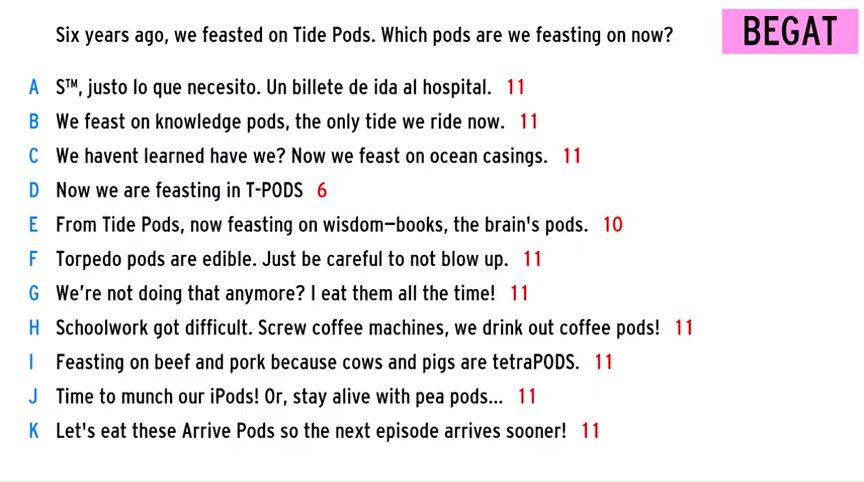 Six years ago, we feasted on Tide Pods. Which pods are we feasting on now?
BEGAT
A S™, justo lo que necesito. Un billete de ida al hospital. 11
B We feast on knowledge pods, the only tide we ride now. 11
C We havent learned have we? Now we feast on ocean casings. 11
D Now we are feasting in T-PODS 6
E From Tide Pods, now feasting on wisdom—books, the brain's pods. 10
F Torpedo pods are edible. Just be careful to not blow up. 11
G We're not doing that anymore? I eat them all the time! 11
H Schoolwork got difficult. Screw coffee machines, we drink out coffee pods! 11
I Feasting on beef and pork because cows and pigs are tetraPODS. 11
J Time to munch our iPods! Or, stay alive with pea pods... 11
K Let's eat these Arrive Pods so the next episode arrives sooner! 11